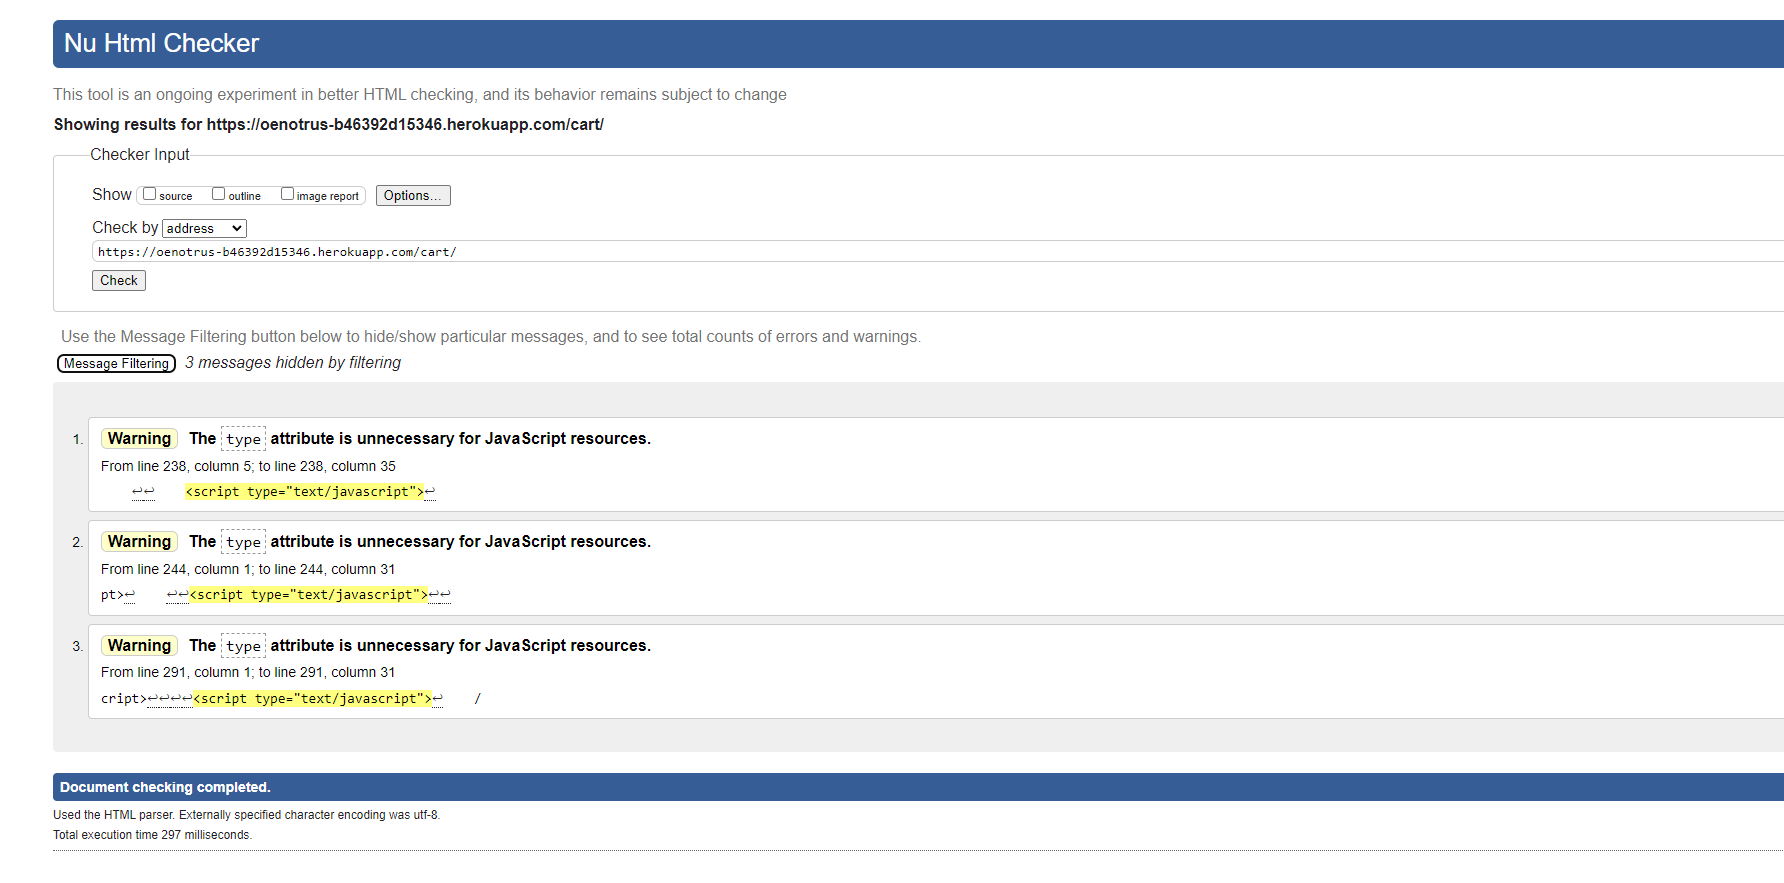 Nu Html Checker
This tool is an ongoing experiment in better HTML checking, and its behavior remains subject to change
Showing results for https://oenotrus-b46392d15346.herokuapp.com/cart/
Checker Input
Show source outline image report Options...
Check by address
https://oenotrus-b46392d15346.herokuapp.com/cart/
Check
Use the Message Filtering button below to hide/show particular messages, and to see total counts of errors and warnings.
Message Filtering 3 messages hidden by filtering
1. Warning The type attribute is unnecessary for JavaScript resources.
From line 238, column 5; to line 238, column 35
↩↩ <script type="text/javascript">↩
2. Warning The type attribute is unnecessary for JavaScript resources.
From line 244, column 1; to line 244, column 31
pt>↩ ↩↩<script type="text/javascript">↩↩
3. Warning The type attribute is unnecessary for JavaScript resources.
From line 291, column 1; to line 291, column 31
cript>↩↩↩↩<script type="text/javascript">↩ /
Document checking completed.
Used the HTML parser. Externally specified character encoding was utf-8.
Total execution time 297 milliseconds.